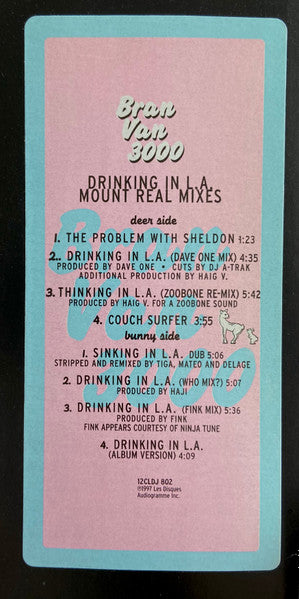 Bran
Van
3000
DRINKING IN L.A.
MOUNT REAL MIXES
deer side
1. THE PROBLEM WITH SHELDON 1:23
2. DRINKING IN L.A. (DAVE ONE MIX) 4:35
PRODUCED BY DAVE ONE • CUTS BY DJ A-TRAK
ADDITIONAL PRODUCTION BY HAIG V.
3. THINKING IN L.A. (ZOOBONE RE-MIX) 5:42
PRODUCED BY HAIG V. FOR A ZOOBONE SOUND
4. COUCH SURFER 3:55
bunny side
1. SINKING IN L.A. DUB 5:06
STRIPPED AND REMIXED BY TIGA, MATEO AND DELAGE
2. DRINKING IN L.A. (WHO MIX?) 5:07
PRODUCED BY HAJI
3. DRINKING IN L.A. (FINK MIX) 5:36
PRODUCED BY FINK
FINK APPEARS COURTESY OF NINJA TUNE
4. DRINKING IN L.A.
(ALBUM VERSION) 4:09
12CLDJ 802
℗1997 Les Disques
Audiogramme Inc.